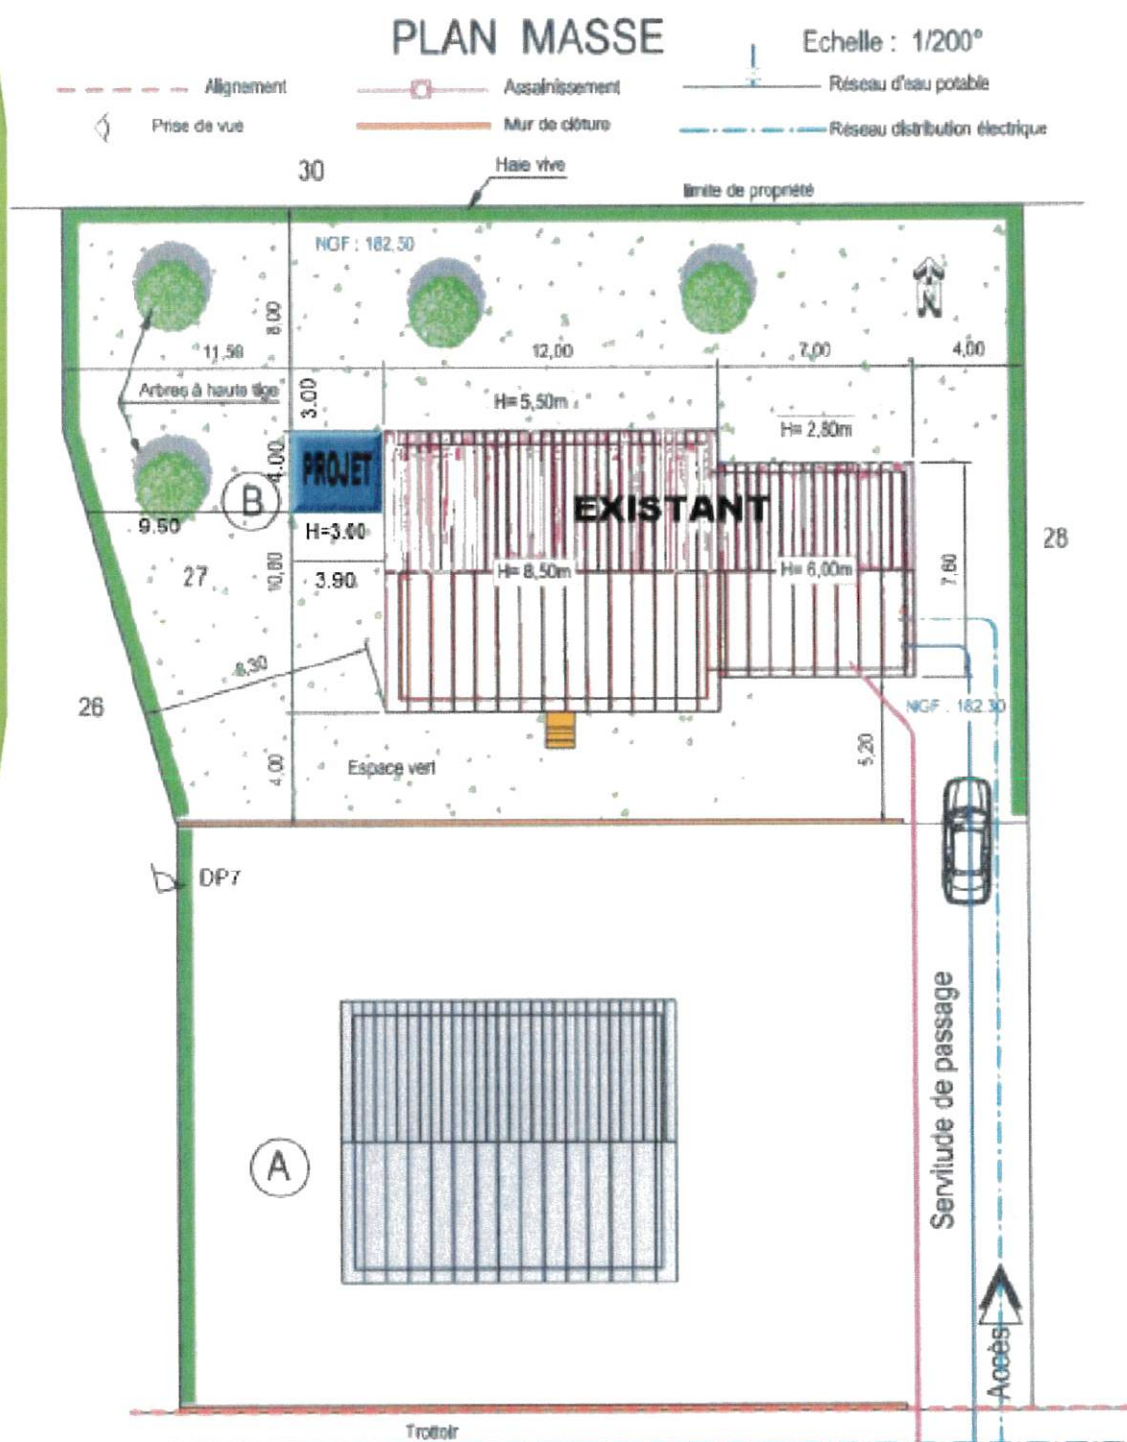 PLAN MASSE
Echelle : 1/200°
Alignement
Assainissement
Réseau d'eau potable
Prise de vue
Mur de clôture
Réseau distribution électrique
30
Haie vive
limite de propriété
NGF : 182,50
N
8,00
11,50
12,00
7,00
4,00
Arbres à haute tige
3.00
H= 5,50m
H= 2,80m
4.00
PROJET
B
EXISTANT
9.50
H=3.00
28
27
10,80
3.90
H= 8,50m
H= 6,00m
7,60
8,30
26
NGF : 182.30
4,00
Espace vert
5,20
DP7
Servitude de passage
A
Accès
Trottoir